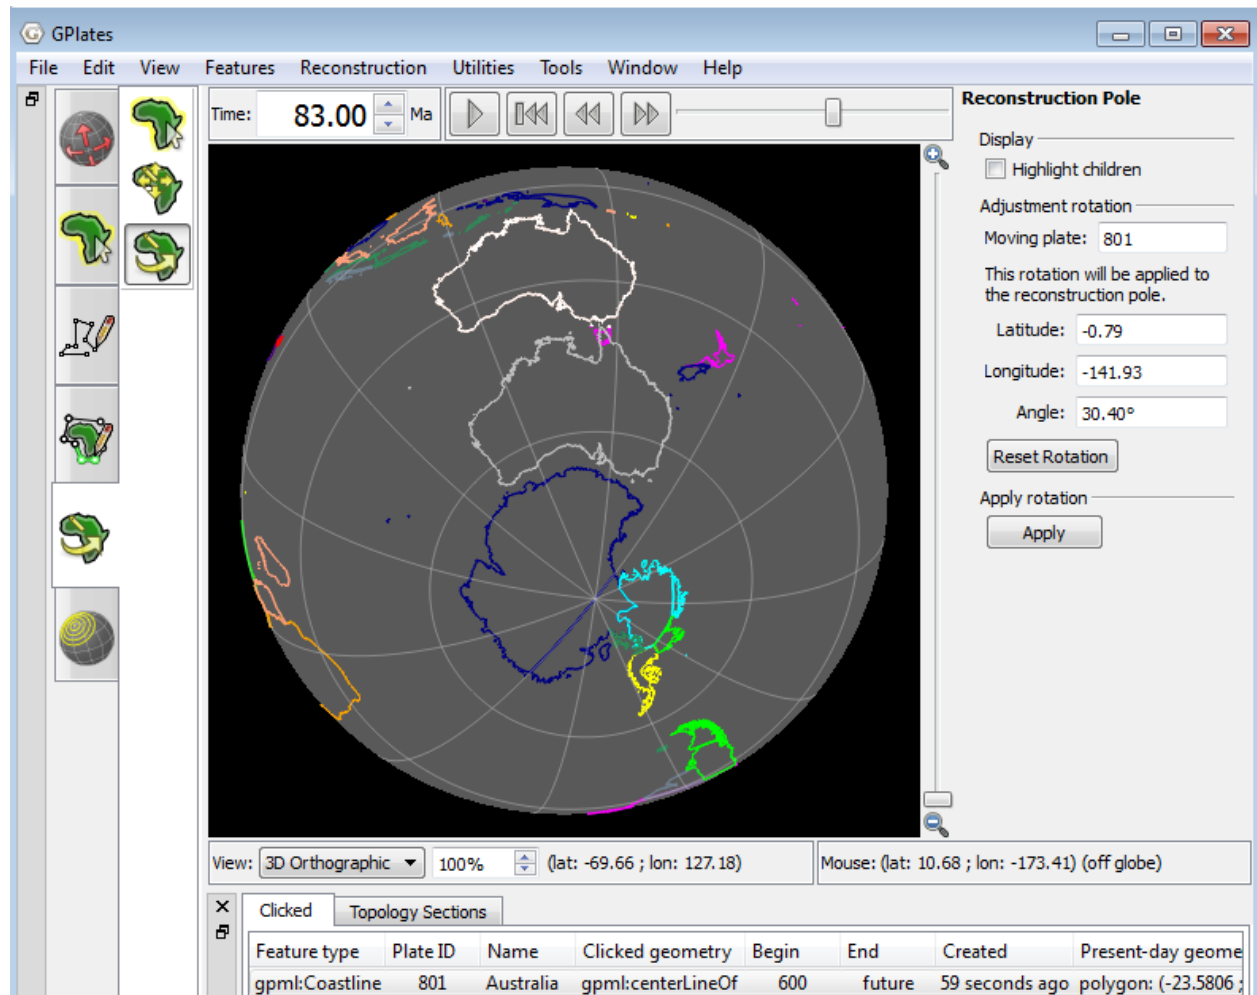 GPlates
File Edit View Features Reconstruction Utilities Tools Window Help
Time: 83.00 Ma
Reconstruction Pole
Display
Highlight children
Adjustment rotation
Moving plate: 801
This rotation will be applied to
the reconstruction pole.
Latitude: -0.79
Longitude: -141.93
Angle: 30.40°
Reset Rotation
Apply rotation
Apply
View: 3D Orthographic 100% (lat: -69.66 ; lon: 127.18) Mouse: (lat: 10.68 ; lon: -173.41) (off globe)
Clicked Topology Sections
Feature type Plate ID Name Clicked geometry Begin End Created Present-day geome
gpml:Coastline 801 Australia gpml:centerLineOf 600 future 59 seconds ago polygon: (-23.5806 ;